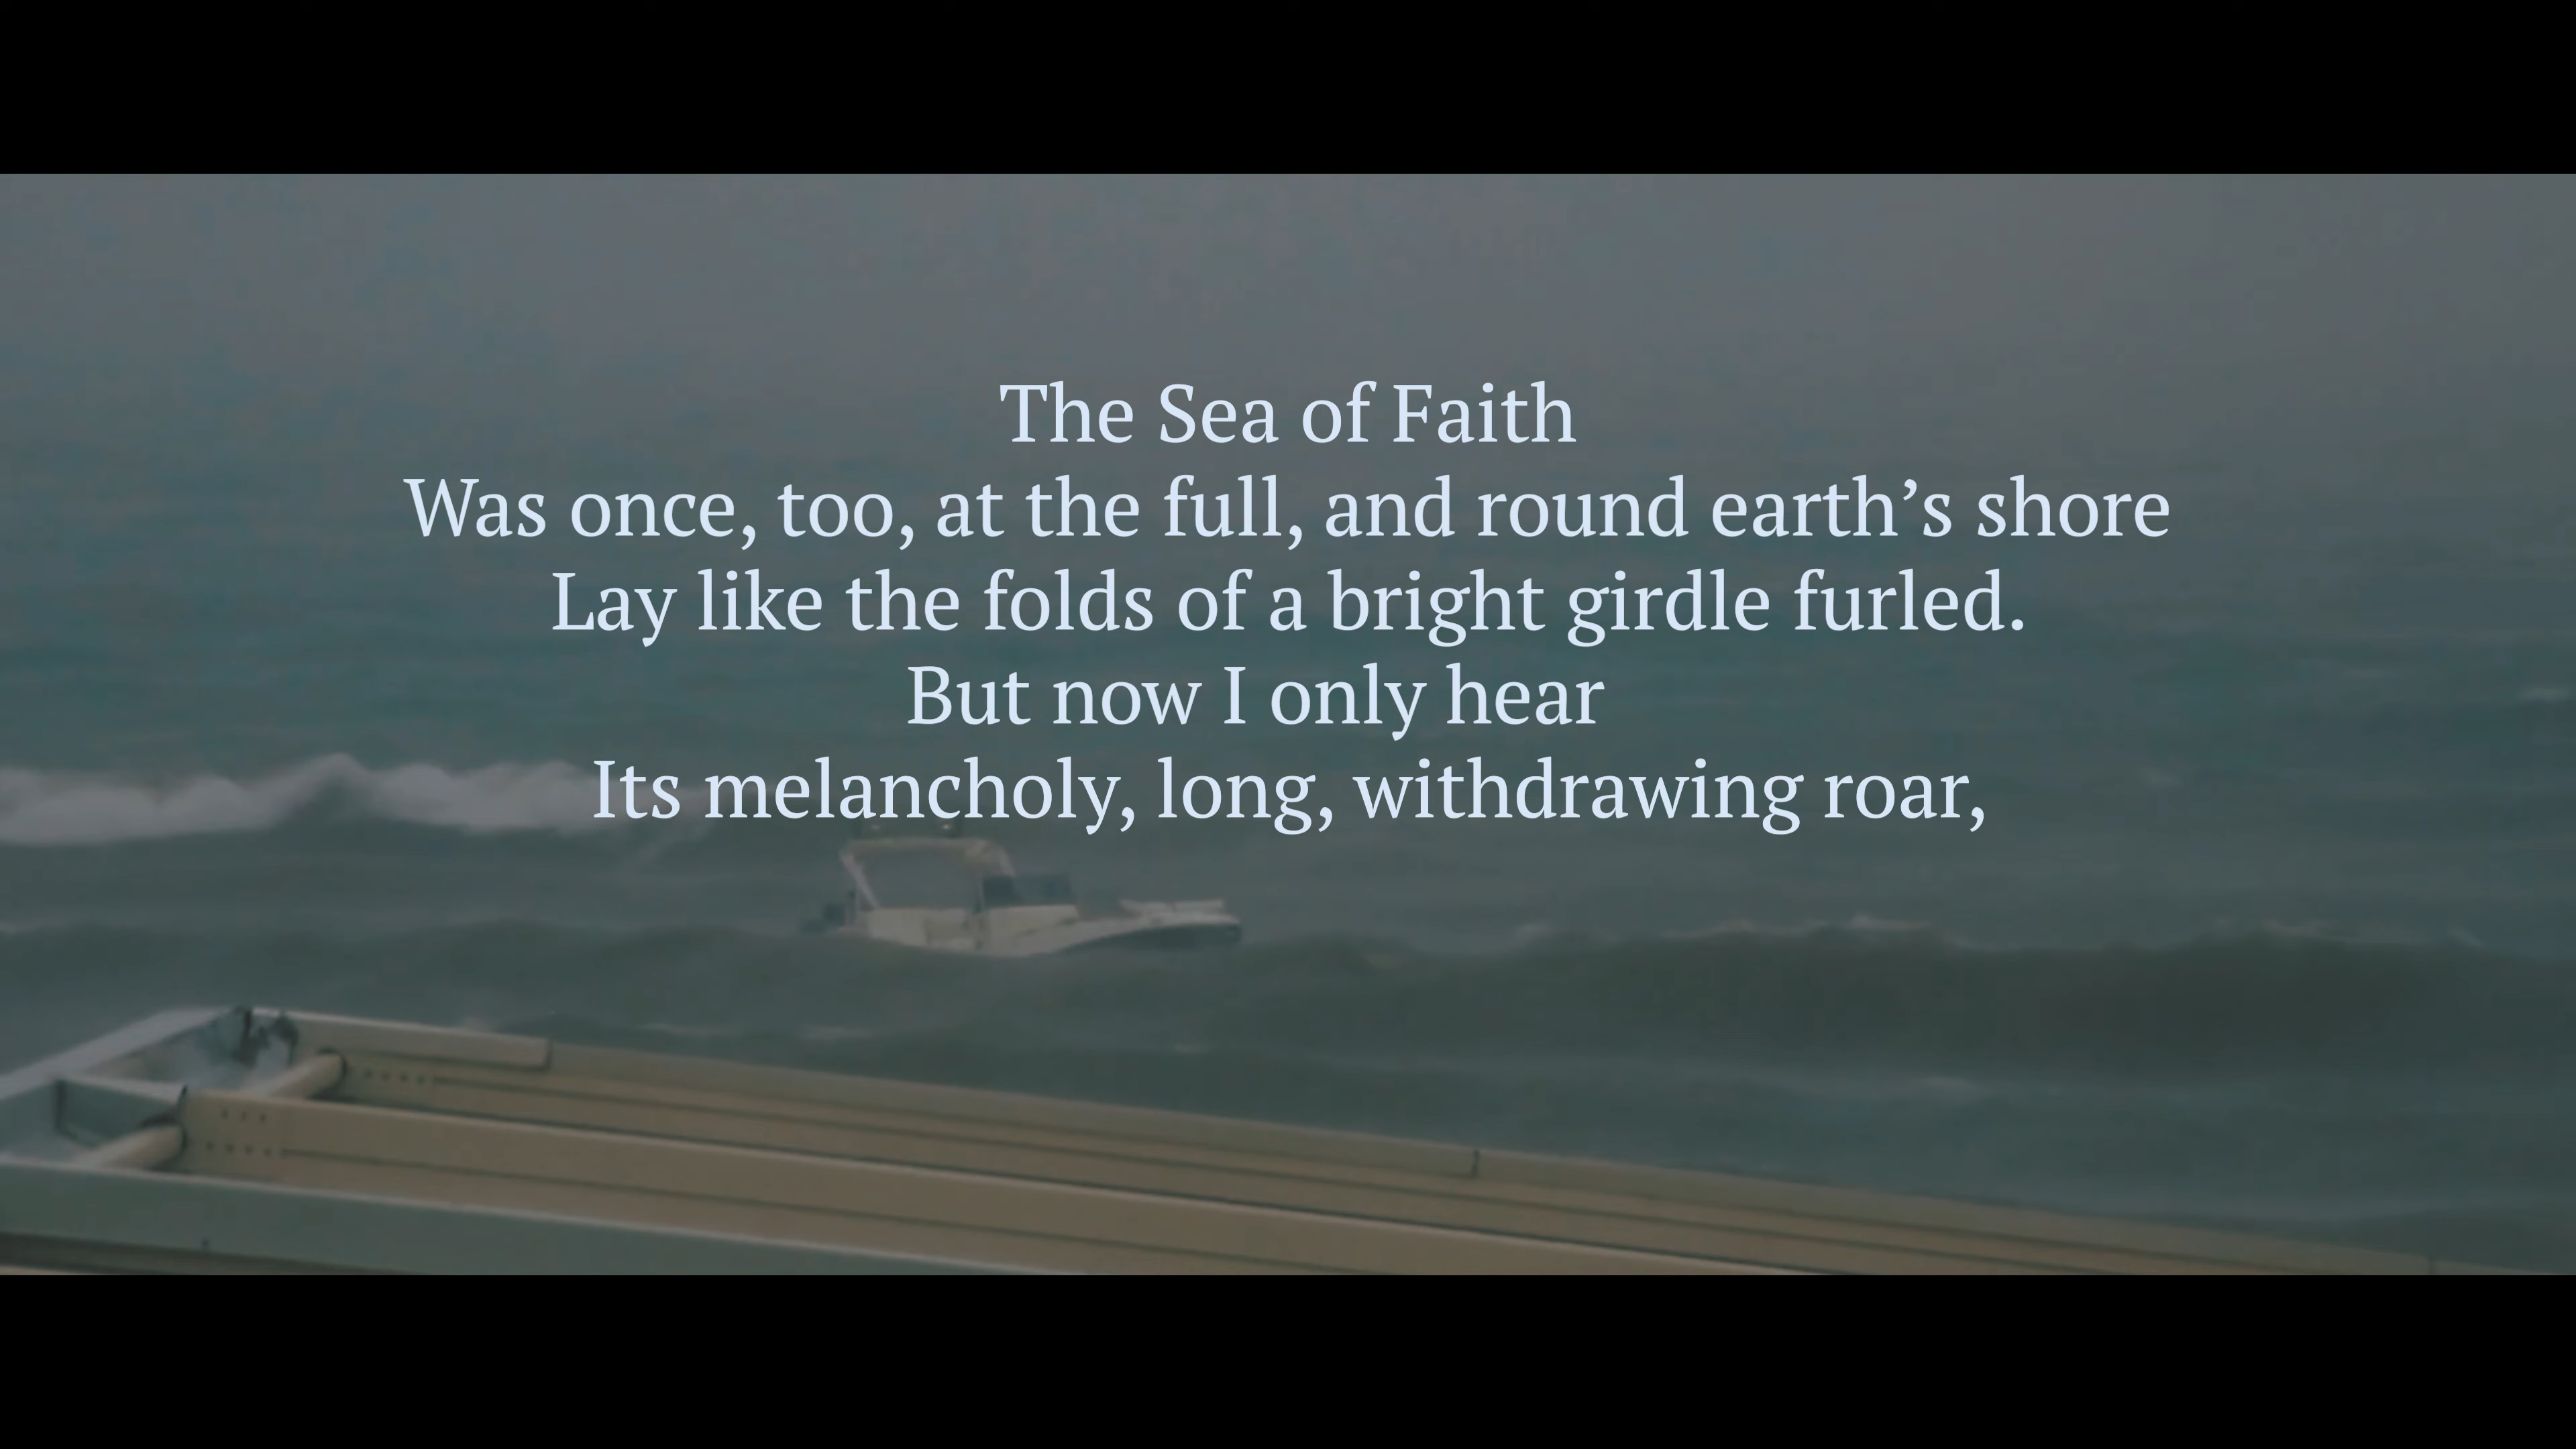 The Sea of Faith
Was once, too, at the full, and round earth’s shore
Lay like the folds of a bright girdle furled.
But now I only hear
Its melancholy, long, withdrawing roar,